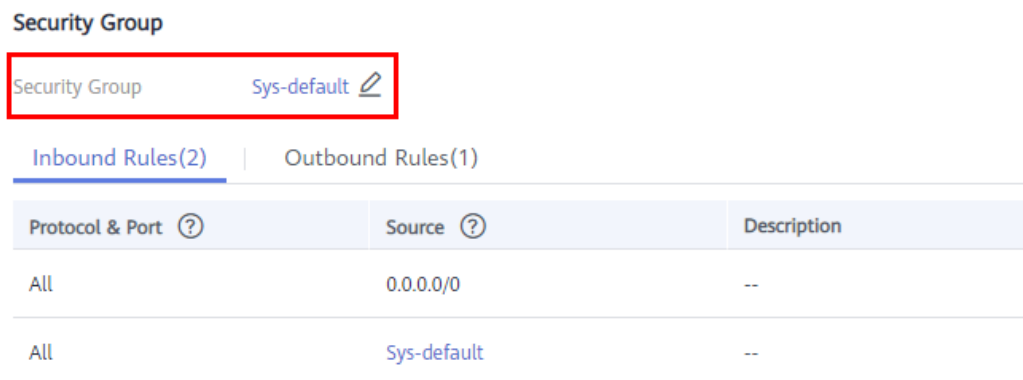 Security Group
Security Group Sys-default
Inbound Rules(2) Outbound Rules(1)
Protocol & Port ? Source ? Description
All 0.0.0.0/0 --
All Sys-default --